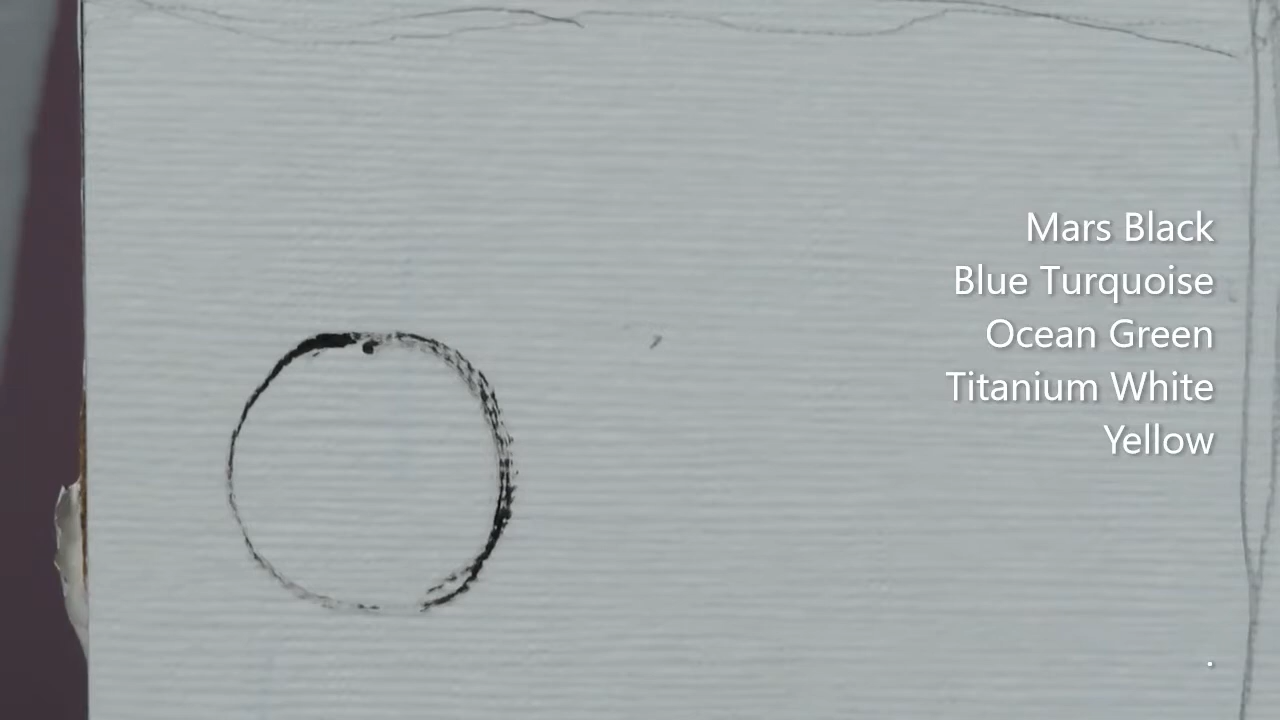 Mars Black
Blue Turquoise
Ocean Green
Titanium White
Yellow
.